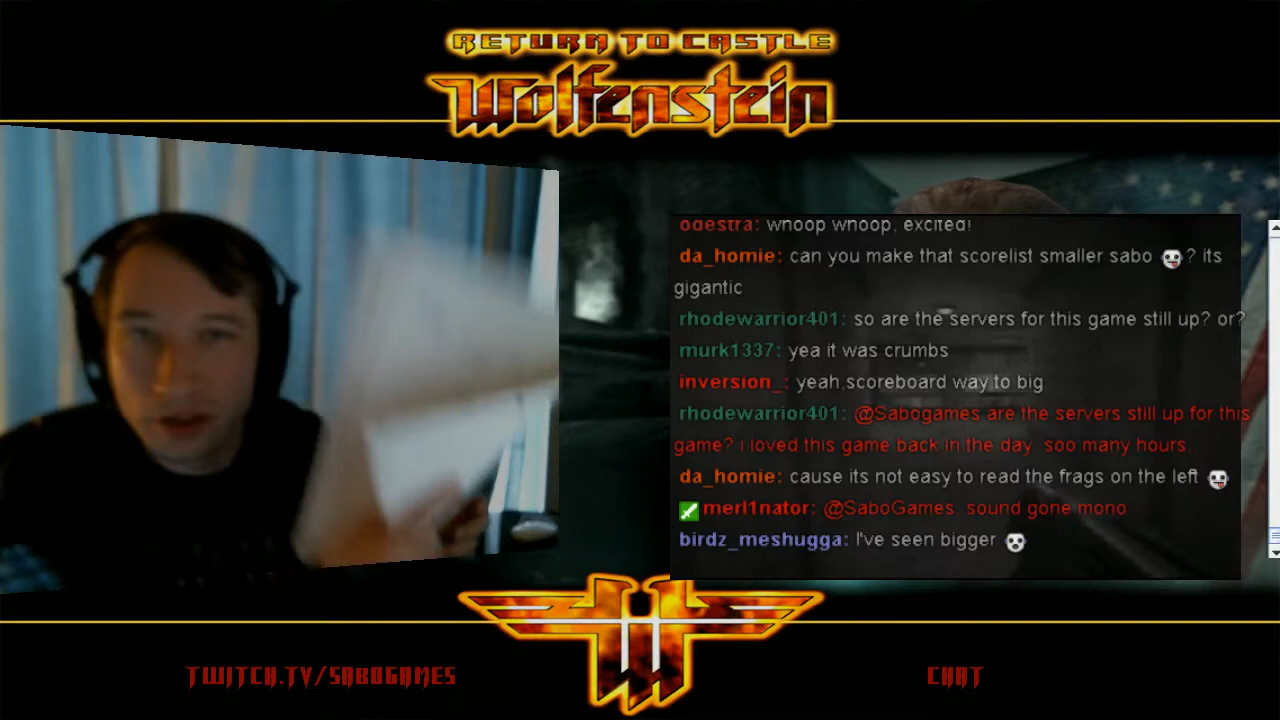 RETURN TO CASTLE
Wolfenstein
odestra: whoop whoop, excited!
da_homie: can you make that scorelist smaller sabo ? its
gigantic
rhodewarrior401: so are the servers for this game still up? or?
murk1337: yea it was crumbs
inversion_: yeah,scoreboard way to big
rhodewarrior401: @Sabogames are the servers still up for this
game? i loved this game back in the day, soo many hours.
da_homie: cause its not easy to read the frags on the left
merl1nator: @SaboGames, sound gone mono
birdz_meshugga: I've seen bigger
TWITCH.TV/SABOGAMES
CHAT